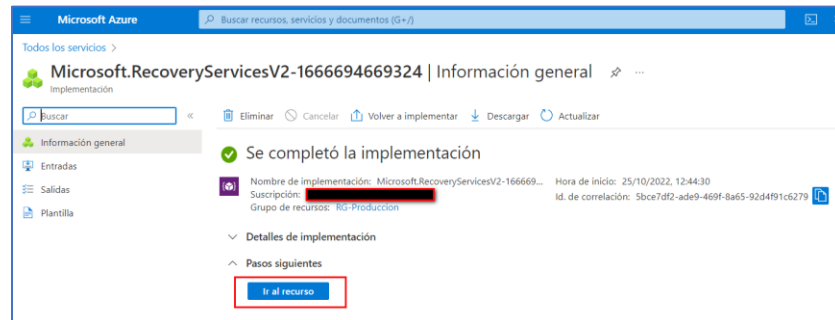 Microsoft Azure
Buscar recursos, servicios y documentos (G+/)
Todos los servicios >
Microsoft.RecoveryServicesV2-1666694669324 | Información general ...
Implementación
Buscar
«
Eliminar Cancelar Volver a implementar Descargar Actualizar
Información general
Entradas
Salidas
Plantilla
Se completó la implementación
Nombre de implementación: Microsoft.RecoveryServicesV2-166669... Hora de inicio: 25/10/2022, 12:44:30
Suscripción: Id. de correlación: 5bce7df2-ade9-469f-8a65-92d4f91c6279
Grupo de recursos: RG-Produccion
Detalles de implementación
Pasos siguientes
Ir al recurso